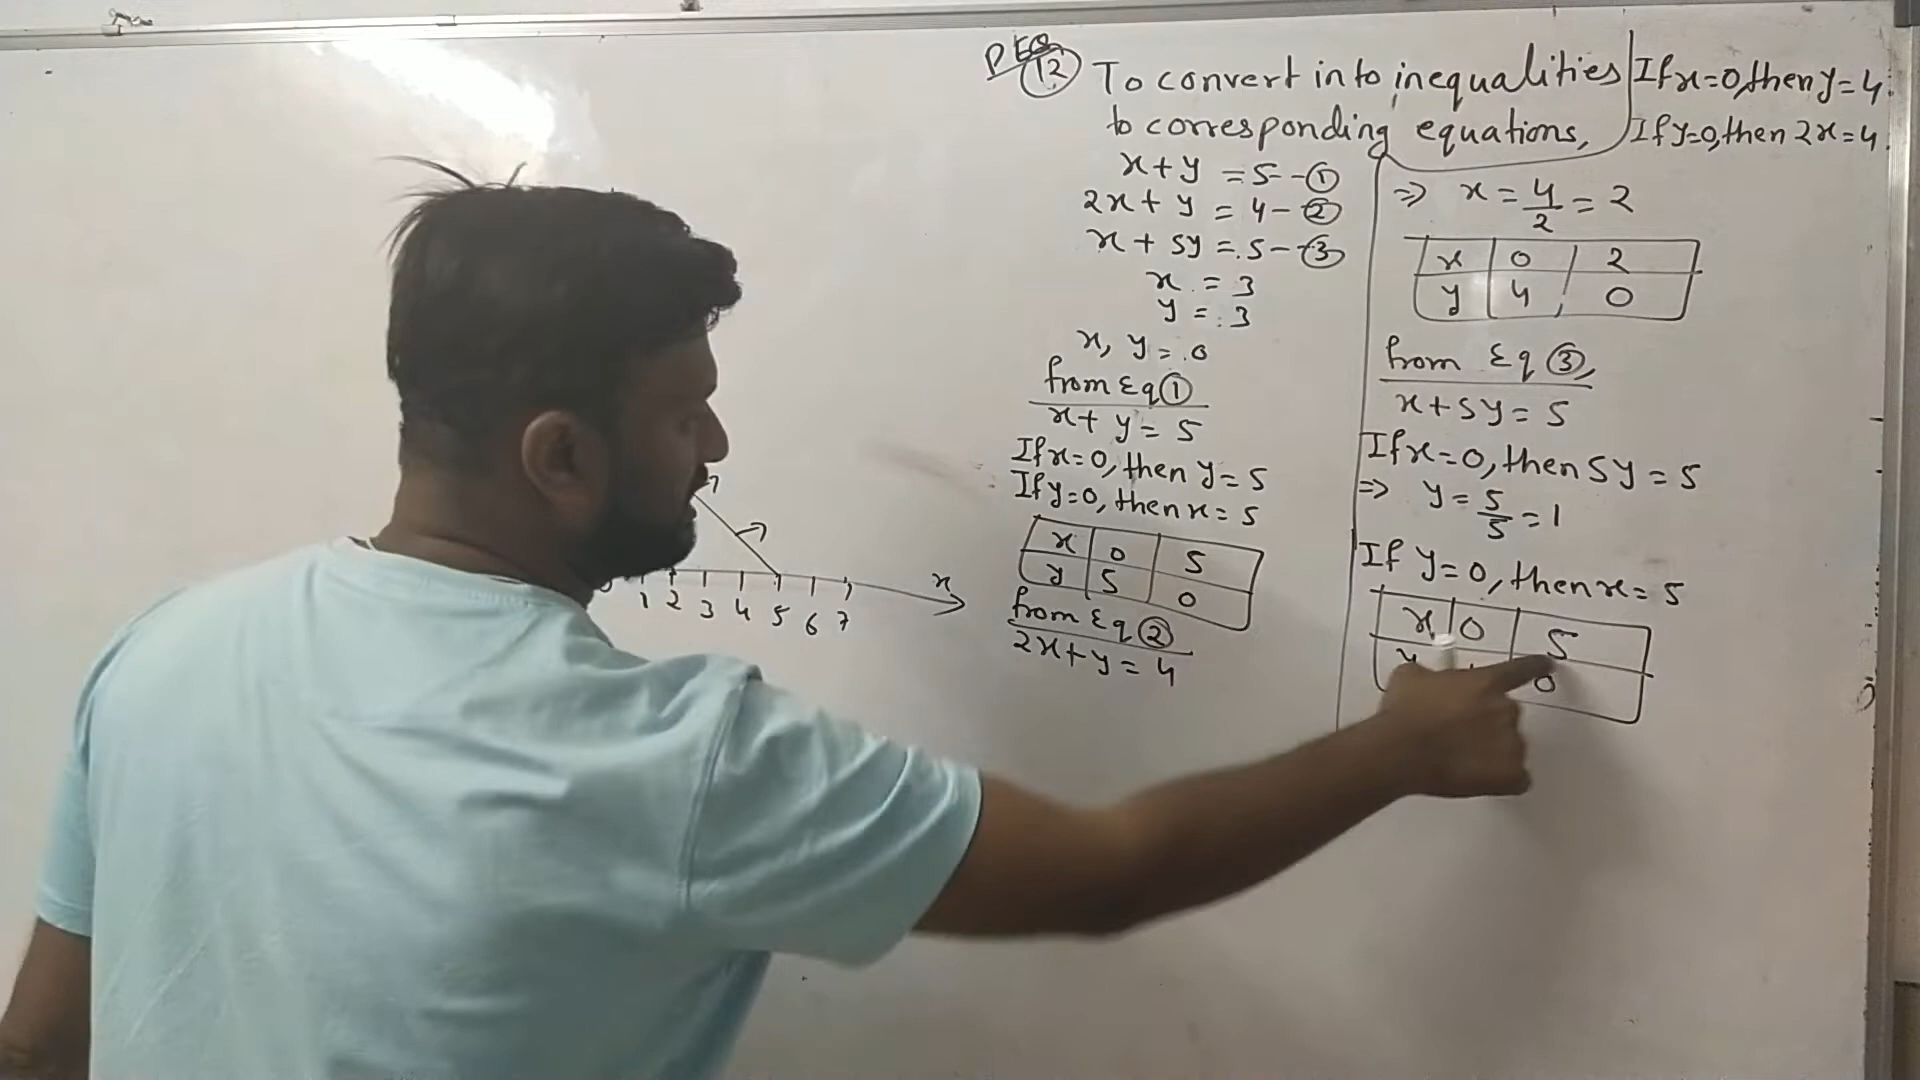 12 To convert in to inequalities
to corresponding equations,
x + y = 5 - ①
2x + y = 4 - ②
x + 5y = 5 - ③
x = 3
y = 3
x, y = 0
from Eq ①
x + y = 5
If x=0, then y = 5
If y=0, then x = 5
x 0 5
y 5 0
from Eq ②
2x + y = 4
If x=0, then y = 4
If y=0, then 2x = 4
⇒ x = 4/2 = 2
x 0 2
y 4 0
from Eq ③,
x + 5y = 5
If x=0, then 5y = 5
⇒ y = 5/5 = 1
If y=0, then x = 5
x 0 5
0
x
1 2 3 4 5 6 7